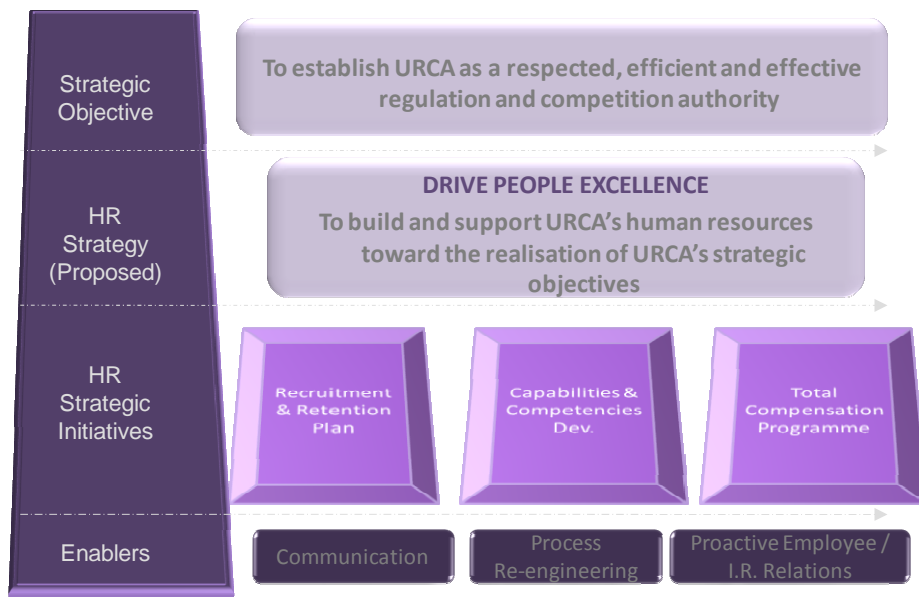 Strategic
Objective
To establish URCA as a respected, efficient and effective
regulation and competition authority
HR
Strategy
(Proposed)
DRIVE PEOPLE EXCELLENCE
To build and support URCA’s human resources
toward the realisation of URCA’s strategic
objectives
HR
Strategic
Initiatives
Recruitment
& Retention
Plan
Capabilities &
Competencies
Dev.
Total
Compensation
Programme
Enablers
Communication
Process
Re-engineering
Proactive Employee /
I.R. Relations